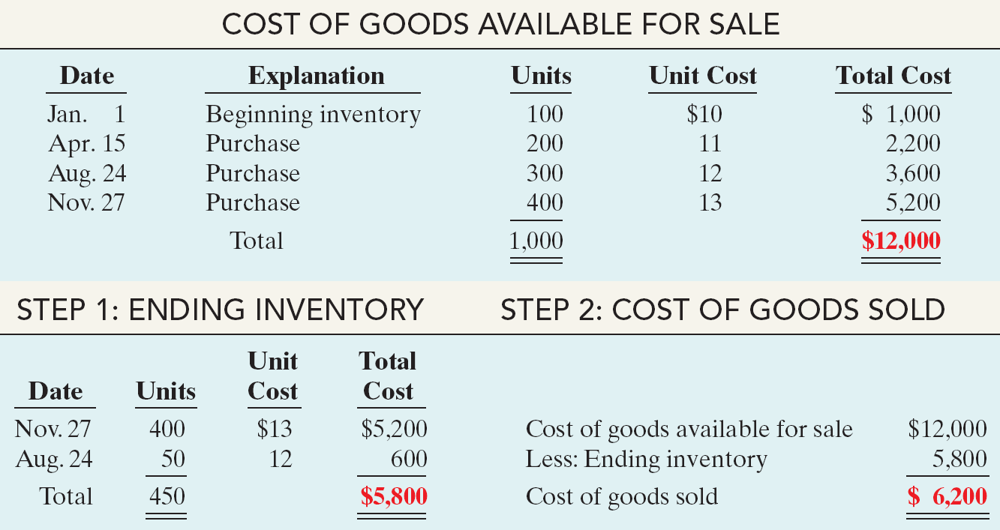 COST OF GOODS AVAILABLE FOR SALE
Date Explanation Units Unit Cost Total Cost
Jan. 1 Beginning inventory 100 $10 $ 1,000
Apr. 15 Purchase 200 11 2,200
Aug. 24 Purchase 300 12 3,600
Nov. 27 Purchase 400 13 5,200
Total 1,000 $12,000
STEP 1: ENDING INVENTORY STEP 2: COST OF GOODS SOLD
Unit Total
Date Units Cost Cost
Nov. 27 400 $13 $5,200 Cost of goods available for sale $12,000
Aug. 24 50 12 600 Less: Ending inventory 5,800
Total 450 $5,800 Cost of goods sold $ 6,200